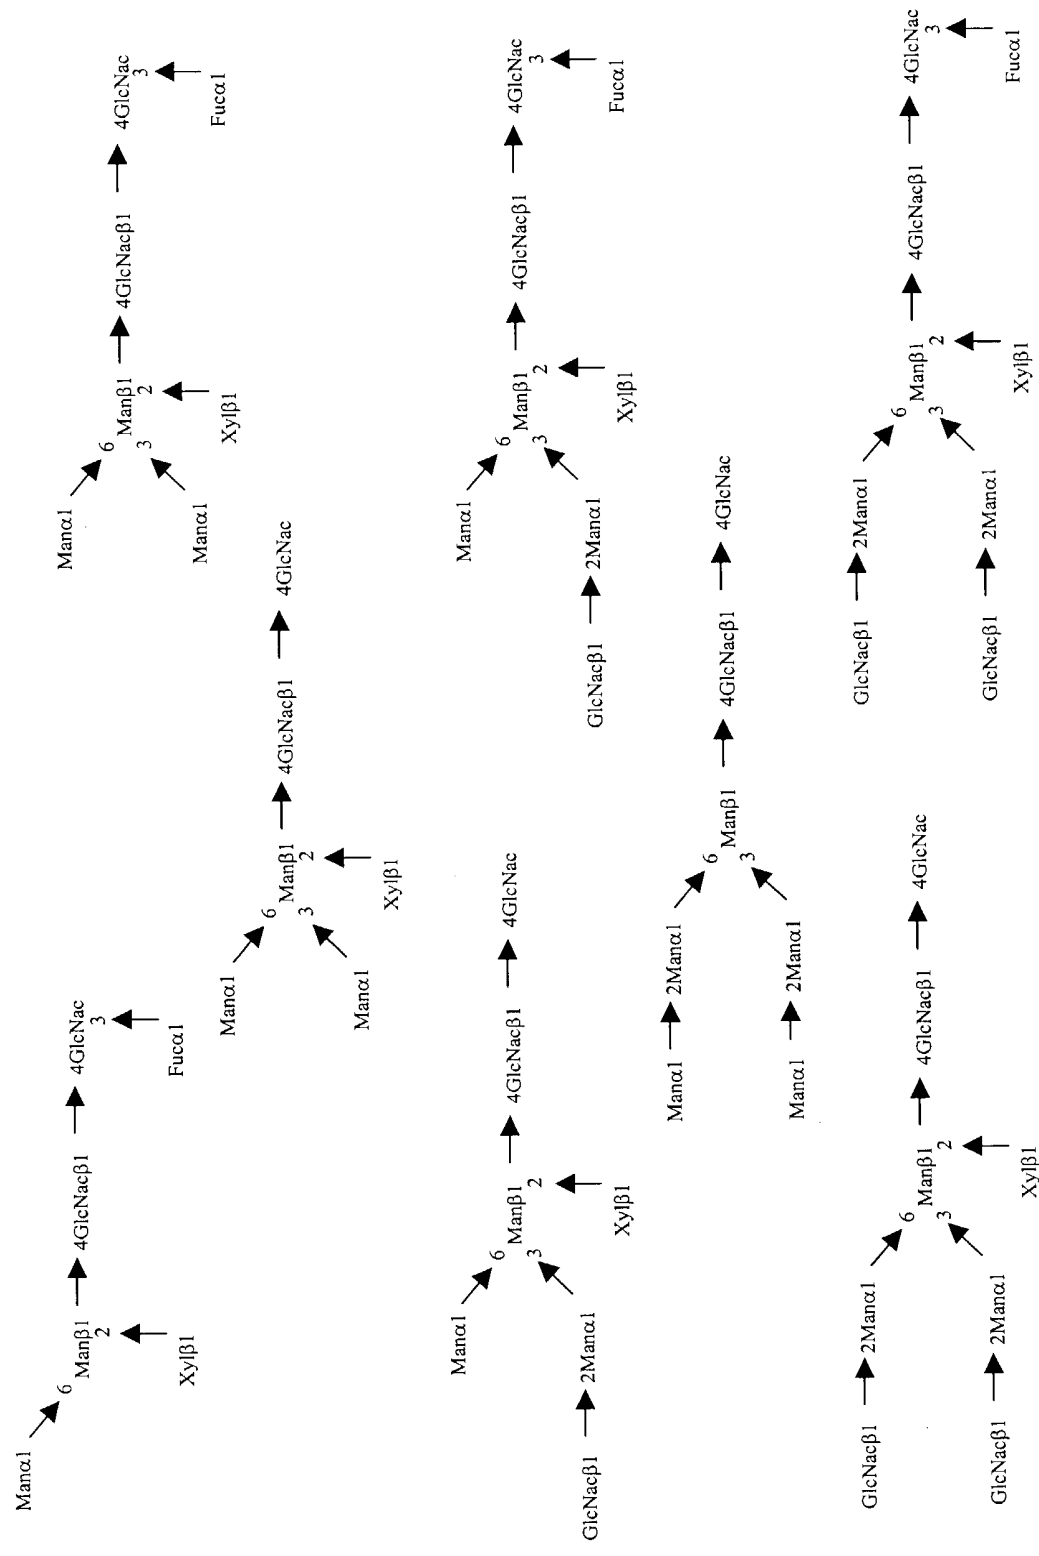 Manα1
6
Manβ1 4GlcNacβ1 4GlcNac
2 3
Xylβ1 Fucα1
Manα1
6
Manβ1 4GlcNacβ1 4GlcNac
3 2 3
Manα1 Xylβ1 Fucα1
Manα1
6
Manβ1 4GlcNacβ1 4GlcNac
3 2
Manα1 Xylβ1
Manα1
6
Manβ1 4GlcNacβ1 4GlcNac
3 2
GlcNacβ1 2Manα1 Xylβ1
Manα1
6
Manβ1 4GlcNacβ1 4GlcNac
3 2 3
GlcNacβ1 2Manα1 Xylβ1 Fucα1
Manα1 2Manα1
6
Manβ1 4GlcNacβ1 4GlcNac
3
Manα1 2Manα1
GlcNacβ1 2Manα1
6
Manβ1 4GlcNacβ1 4GlcNac
3 2
GlcNacβ1 2Manα1 Xylβ1
GlcNacβ1 2Manα1
6
Manβ1 4GlcNacβ1 4GlcNac
3 2 3
GlcNacβ1 2Manα1 Xylβ1 Fucα1